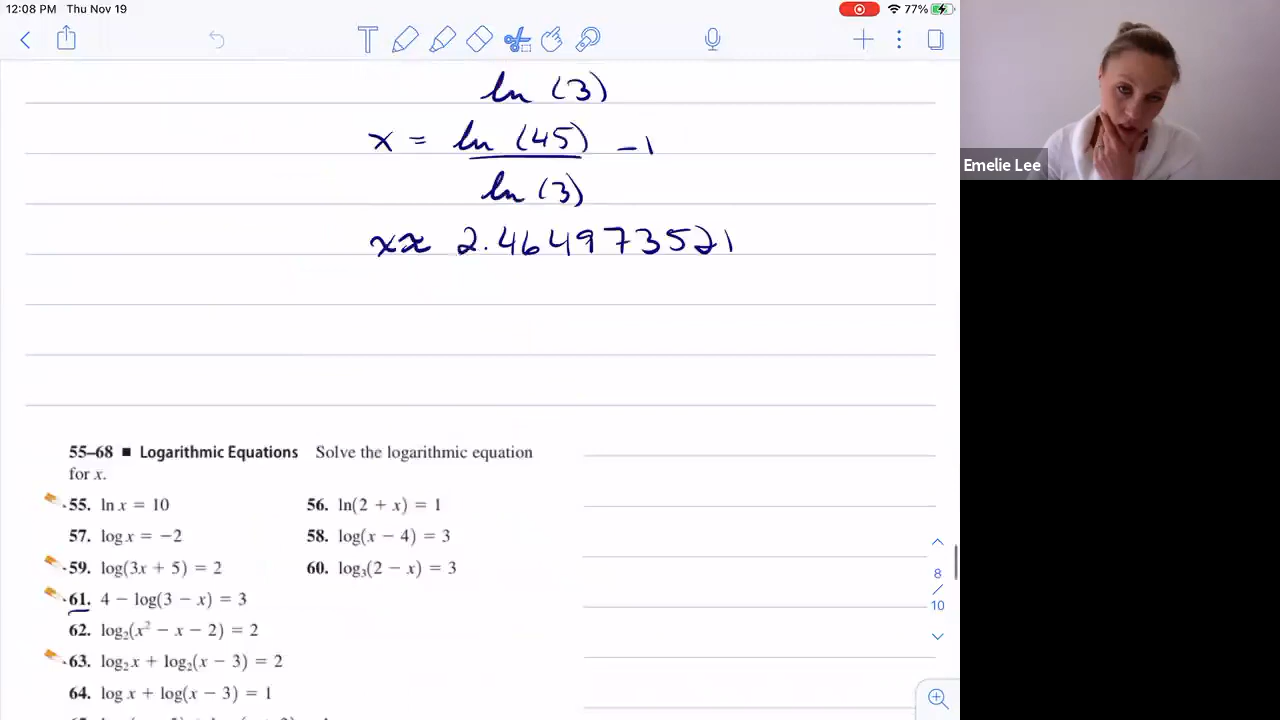 12:08 PM Thu Nov 19
77%
ln (3)
x = ln (45) - 1
ln (3)
x ≈ 2.464973521
Emelie Lee
55–68 ■ Logarithmic Equations Solve the logarithmic equation
for x.
55. ln x = 10
56. ln(2 + x) = 1
57. log x = −2
58. log(x − 4) = 3
59. log(3x + 5) = 2
60. log₃(2 − x) = 3
61. 4 − log(3 − x) = 3
62. log₂(x² − x − 2) = 2
63. log₂x + log₂(x − 3) = 2
64. log x + log(x − 3) = 1
8
/
10